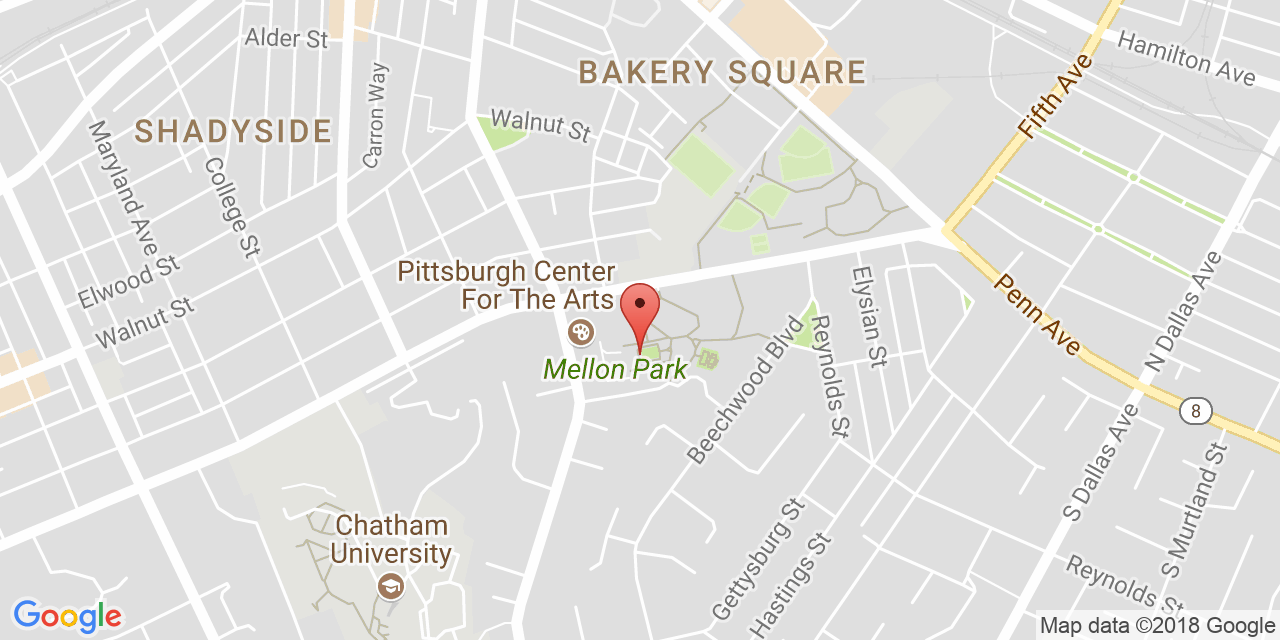 Alder St
BAKERY SQUARE
Hamilton Ave
Fifth Ave
Carron Way
Walnut St
SHADYSIDE
Maryland Ave
College St
Elwood St
Walnut St
Pittsburgh Center
For The Arts
Elysian St
Penn Ave
N Dallas Ave
Mellon Park
Beechwood Blvd
Reynolds St
8
S Dallas Ave
S Murtland St
Chatham
University
Gettysburg St
Hastings St
Reynolds St
Google
Map data ©2018 Google